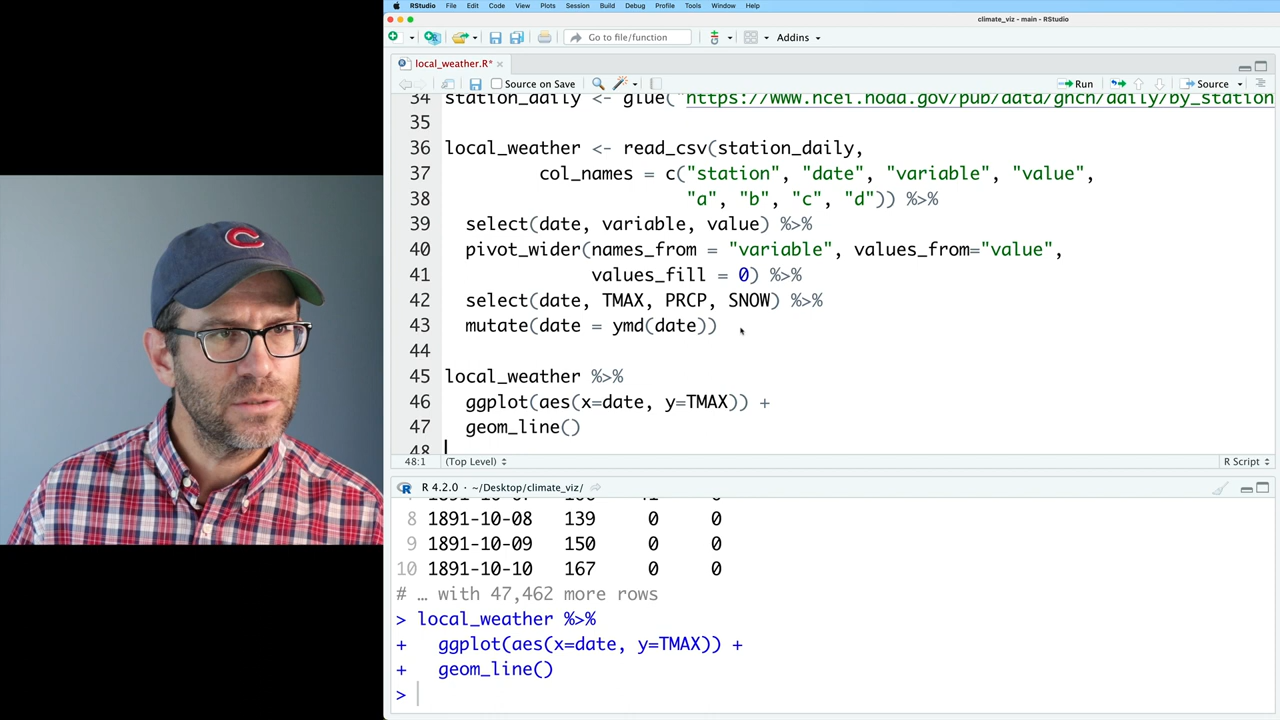 RStudio File Edit Code View Plots Session Build Debug Profile Tools Window Help
climate_viz - main - RStudio
Go to file/function Addins
local_weather.R*
Source on Save Run Source
34 station_daily <- glue("https://www.ncei.noaa.gov/pub/data/ghcn/daily/by_station
35
36 local_weather <- read_csv(station_daily,
37 col_names = c("station", "date", "variable", "value",
38 "a", "b", "c", "d")) %>%
39 select(date, variable, value) %>%
40 pivot_wider(names_from = "variable", values_from="value",
41 values_fill = 0) %>%
42 select(date, TMAX, PRCP, SNOW) %>%
43 mutate(date = ymd(date))
44
45 local_weather %>%
46 ggplot(aes(x=date, y=TMAX)) +
47 geom_line()
48
48:1 (Top Level) R Script
R 4.2.0 · ~/Desktop/climate_viz/
8 1891-10-08 139 0 0
9 1891-10-09 150 0 0
10 1891-10-10 167 0 0
# … with 47,462 more rows
> local_weather %>%
+ ggplot(aes(x=date, y=TMAX)) +
+ geom_line()
>
C